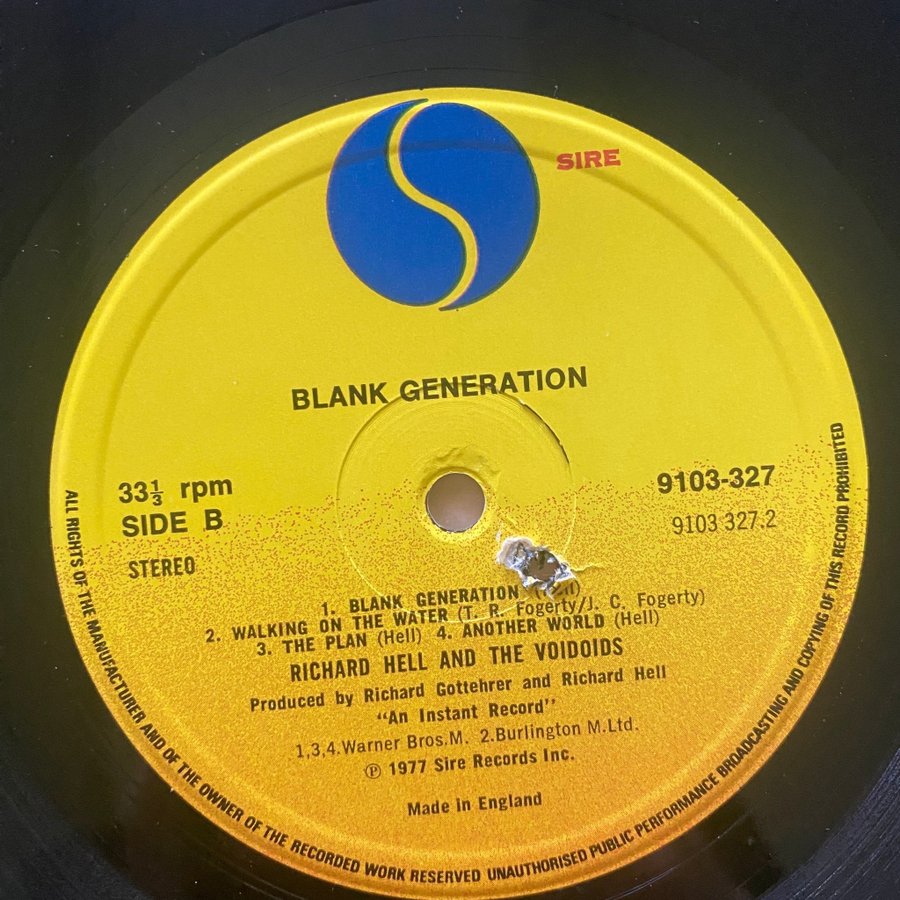 SIRE
BLANK GENERATION
33⅓ rpm
SIDE B
STEREO
9103-327
9103 327.2
1. BLANK GENERATION
2. WALKING ON THE WATER (T. R. Fogerty/J. C. Fogerty)
3. THE PLAN (Hell) 4. ANOTHER WORLD (Hell)
RICHARD HELL AND THE VOIDOIDS
Produced by Richard Gottehrer and Richard Hell
"An Instant Record"
1,3,4.Warner Bros.M. 2.Burlington M.Ltd.
℗ 1977 Sire Records Inc.
Made in England
ALL RIGHTS OF THE MANUFACTURER AND OF THE OWNER OF THE RECORDED WORK RESERVED UNAUTHORISED PUBLIC PERFORMANCE BROADCASTING AND COPYING OF THIS RECORD PROHIBITED